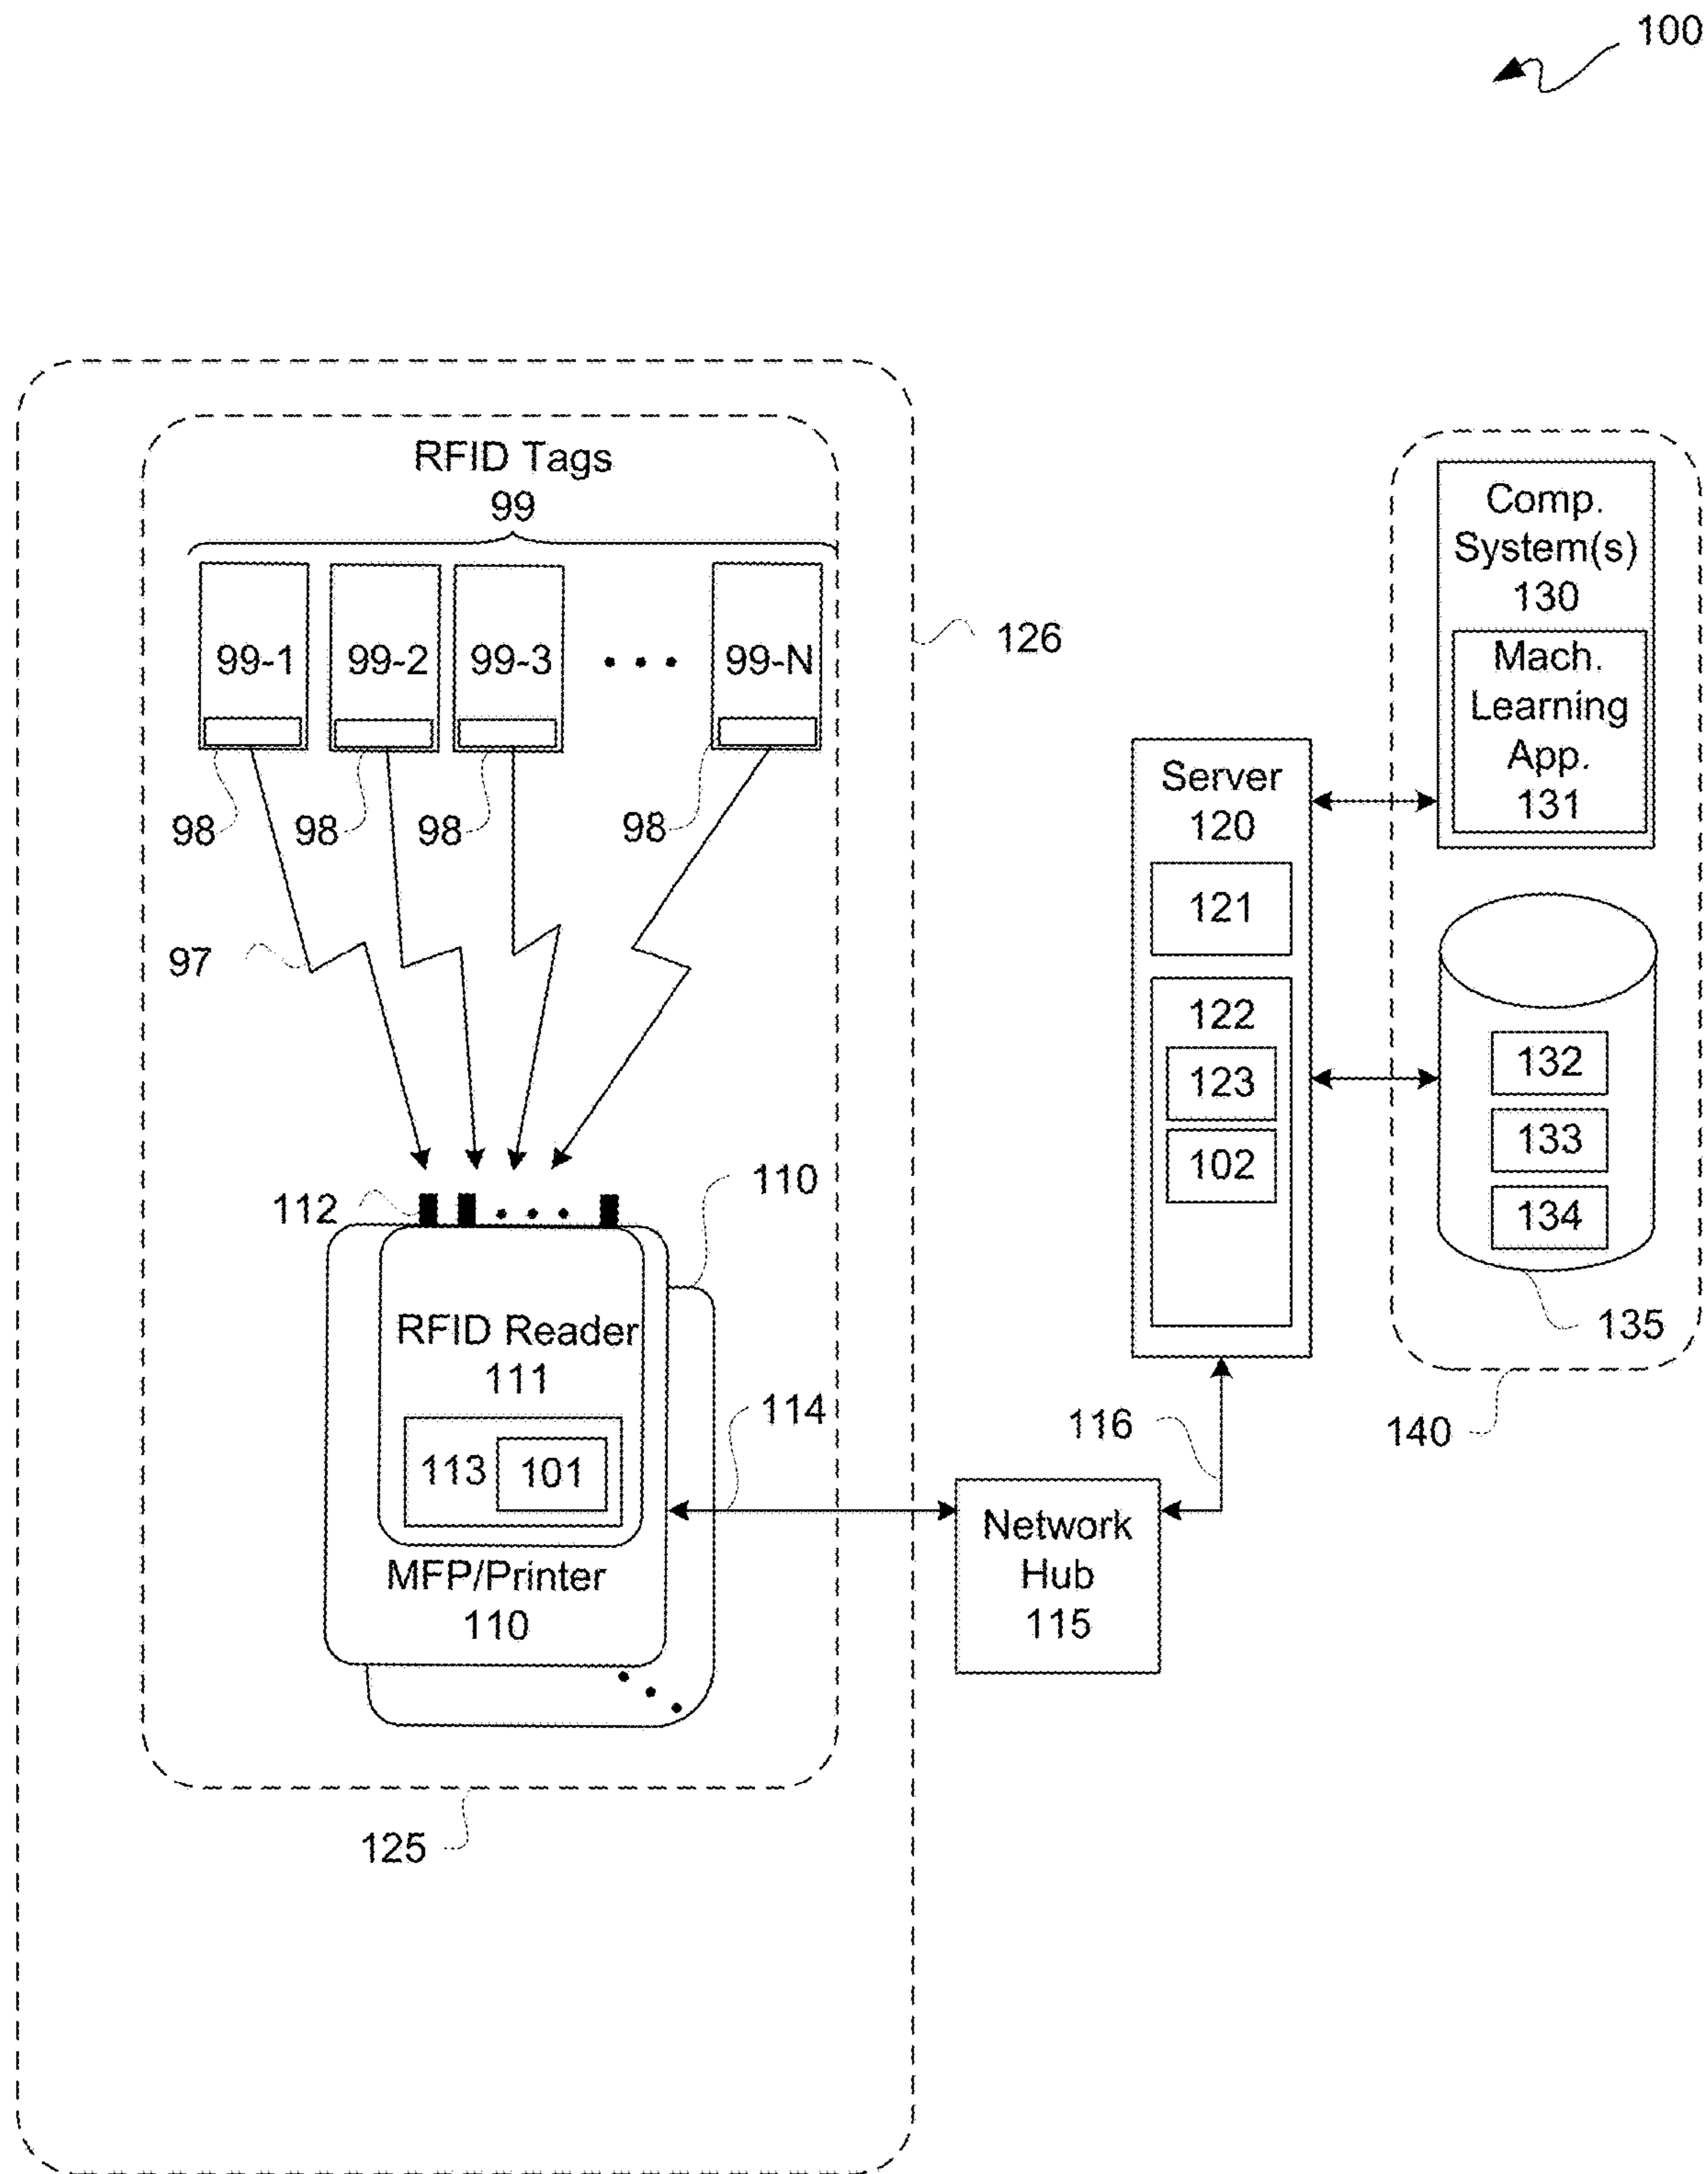 100
RFID Tags
99
99-1 99-2 99-3 • • • 99-N
126
98 98 98 98
97
112
110
RFID Reader
111
113 101
MFP/Printer
110
114
125
Network
Hub
115
116
Server
120
121
122
123
102
Comp.
System(s)
130
Mach.
Learning
App.
131
132
133
134
135
140